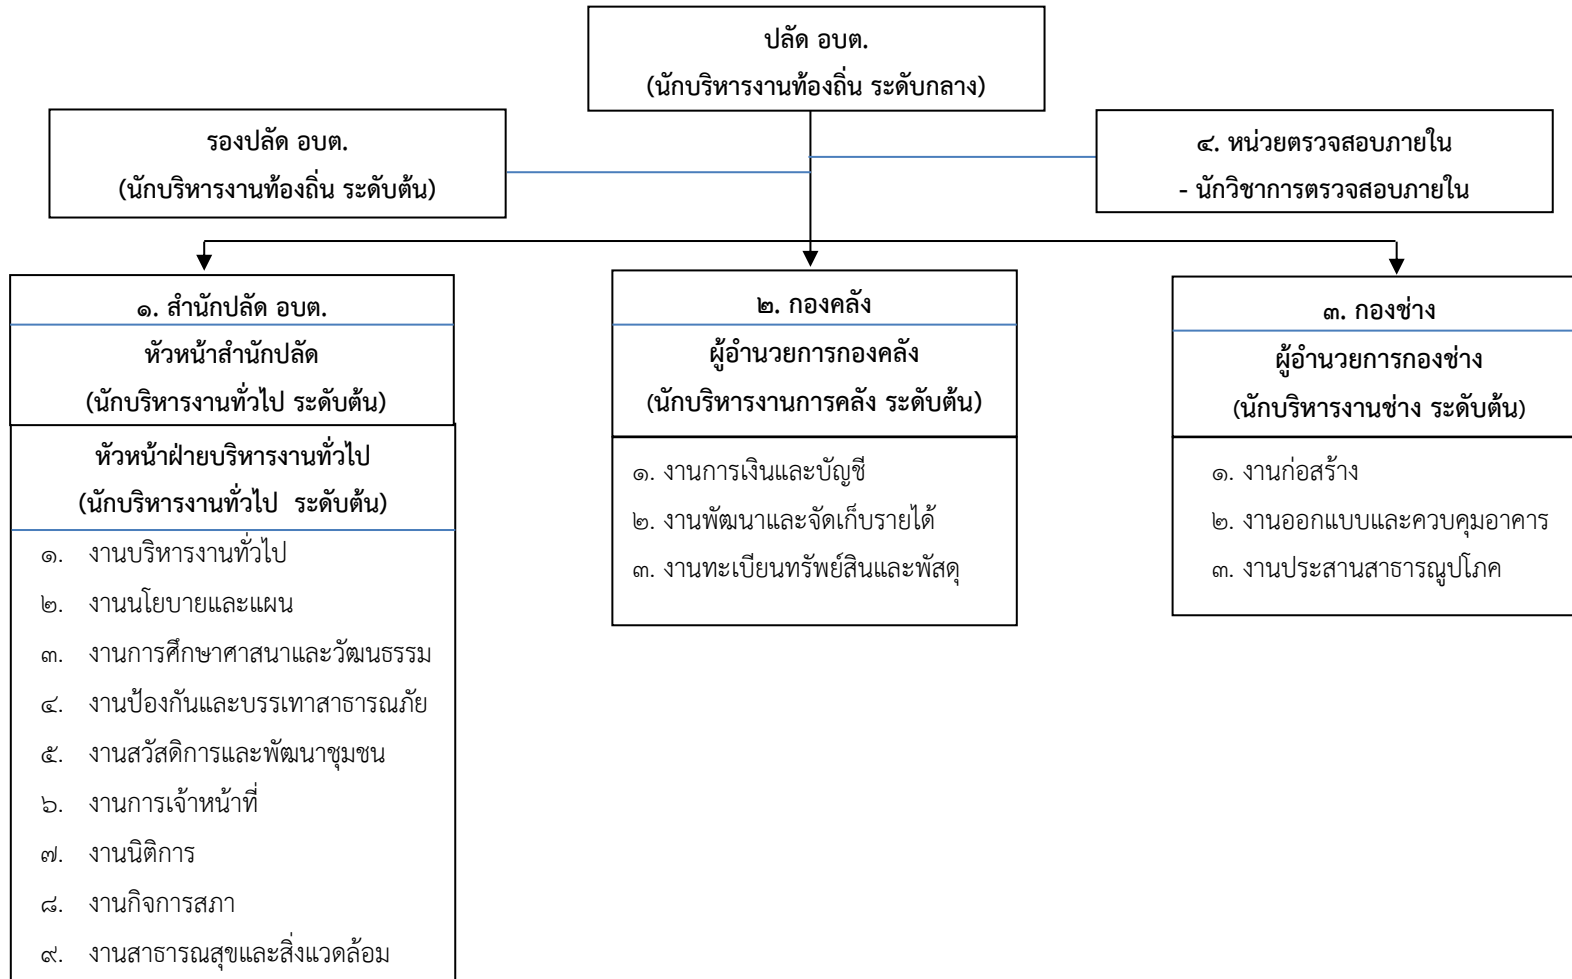 ปลัด อบต.
(นักบริหารงานท้องถิ่น ระดับกลาง)
รองปลัด อบต.
(นักบริหารงานท้องถิ่น ระดับต้น)
๔. หน่วยตรวจสอบภายใน
- นักวิชาการตรวจสอบภายใน
๑. สำนักปลัด อบต.
หัวหน้าสำนักปลัด
(นักบริหารงานทั่วไป ระดับต้น)
หัวหน้าฝ่ายบริหารงานทั่วไป
(นักบริหารงานทั่วไป ระดับต้น)
๑. งานบริหารงานทั่วไป
๒. งานนโยบายและแผน
๓. งานการศึกษาศาสนาและวัฒนธรรม
๔. งานป้องกันและบรรเทาสาธารณภัย
๕. งานสวัสดิการและพัฒนาชุมชน
๖. งานการเจ้าหน้าที่
๗. งานนิติการ
๘. งานกิจการสภา
๙. งานสาธารณสุขและสิ่งแวดล้อม
๒. กองคลัง
ผู้อำนวยการกองคลัง
(นักบริหารงานการคลัง ระดับต้น)
๑. งานการเงินและบัญชี
๒. งานพัฒนาและจัดเก็บรายได้
๓. งานทะเบียนทรัพย์สินและพัสดุ
๓. กองช่าง
ผู้อำนวยการกองช่าง
(นักบริหารงานช่าง ระดับต้น)
๑. งานก่อสร้าง
๒. งานออกแบบและควบคุมอาคาร
๓. งานประสานสาธารณูปโภค